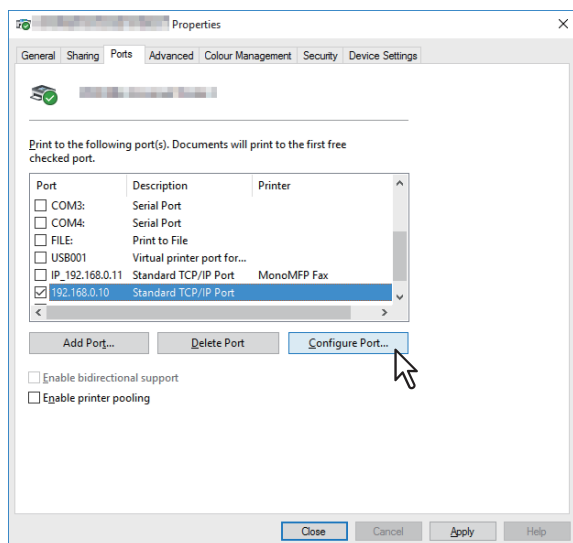 Properties
General Sharing Ports Advanced Colour Management Security Device Settings
Print to the following port(s). Documents will print to the first free
checked port.
Port Description Printer
COM3: Serial Port
COM4: Serial Port
FILE: Print to File
USB001 Virtual printer port for...
IP_192.168.0.11 Standard TCP/IP Port MonoMFP Fax
192.168.0.10 Standard TCP/IP Port
Add Port... Delete Port Configure Port...
Enable bidirectional support
Enable printer pooling
Close Cancel Apply Help